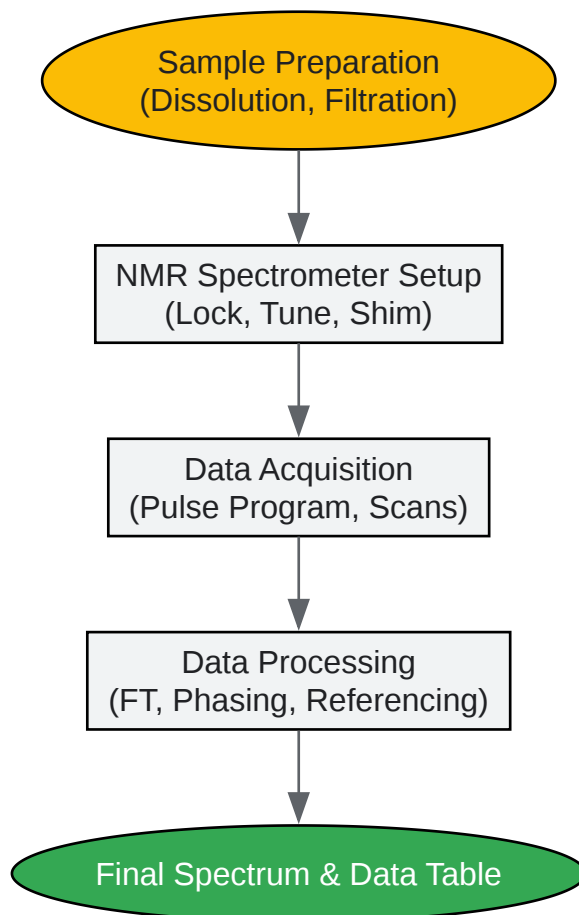 Sample Preparation
(Dissolution, Filtration)
NMR Spectrometer Setup
(Lock, Tune, Shim)
Data Acquisition
(Pulse Program, Scans)
Data Processing
(FT, Phasing, Referencing)
Final Spectrum & Data Table